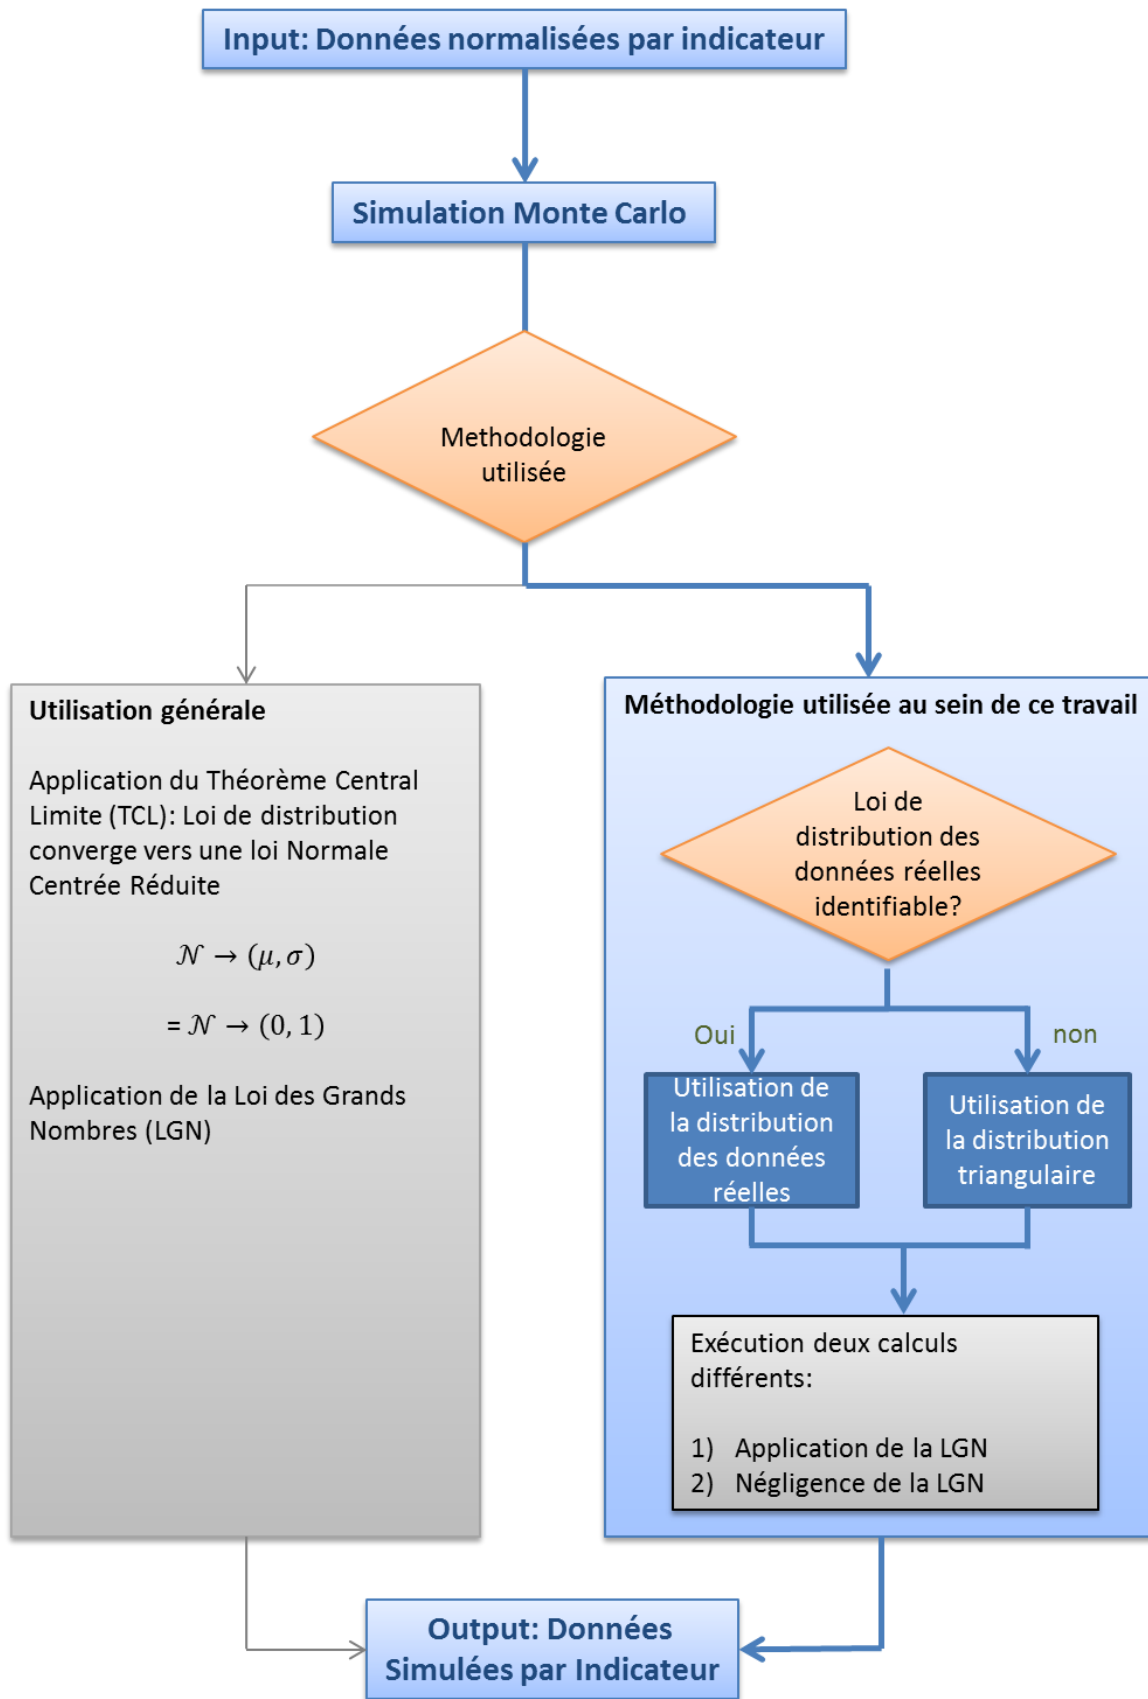 Input: Données normalisées par indicateur
Simulation Monte Carlo
Methodologie
utilisée
Utilisation générale
Application du Théorème Central
Limite (TCL): Loi de distribution
converge vers une loi Normale
Centrée Réduite
𝒩 → (μ, σ)
= 𝒩 → (0, 1)
Application de la Loi des Grands
Nombres (LGN)
Méthodologie utilisée au sein de ce travail
Loi de
distribution des
données réelles
identifiable?
Oui
non
Utilisation de
la distribution
des données
réelles
Utilisation de
la distribution
triangulaire
Exécution deux calculs
différents:
1) Application de la LGN
2) Négligence de la LGN
Output: Données
Simulées par Indicateur